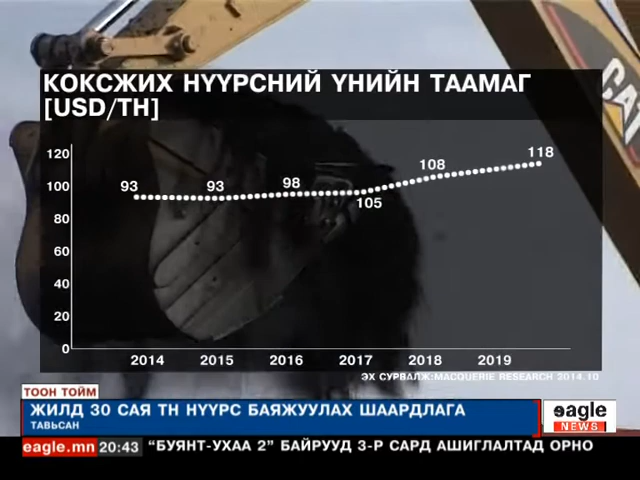 КОКСЖИХ НҮҮРСНИЙ ҮНИЙН ТААМАГ
[USD/TH]
120
100
80
60
40
20
0
93
93
98
105
108
118
2014
2015
2016
2017
2018
2019
ЭХ СУРВАЛЖ:MACQUERIE RESEARCH 2014.10
CAT
ТООН ТОЙМ
ЖИЛД 30 САЯ ТН НҮҮРС БАЯЖУУЛАХ ШААРДЛАГА
ТАВЬСАН
eagle
NEWS
eagle.mn 20:43 “БУЯНТ-УХАА 2” БАЙРУУД 3-Р САРД АШИГЛАЛТАД ОРНО